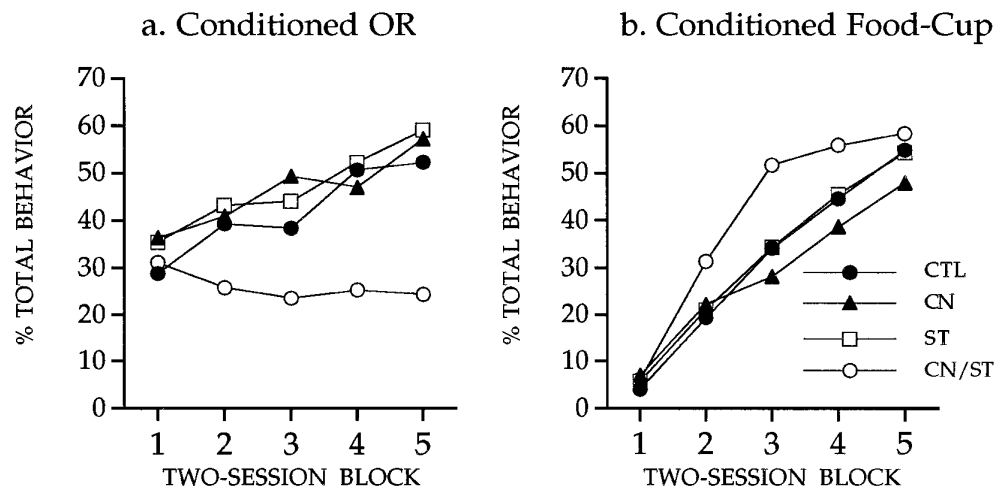 a. Conditioned OR
% TOTAL BEHAVIOR
70
60
50
40
30
20
10
0
1 2 3 4 5
TWO-SESSION BLOCK
b. Conditioned Food-Cup
% TOTAL BEHAVIOR
70
60
50
40
30
20
10
0
1 2 3 4 5
TWO-SESSION BLOCK
CTL
CN
ST
CN/ST